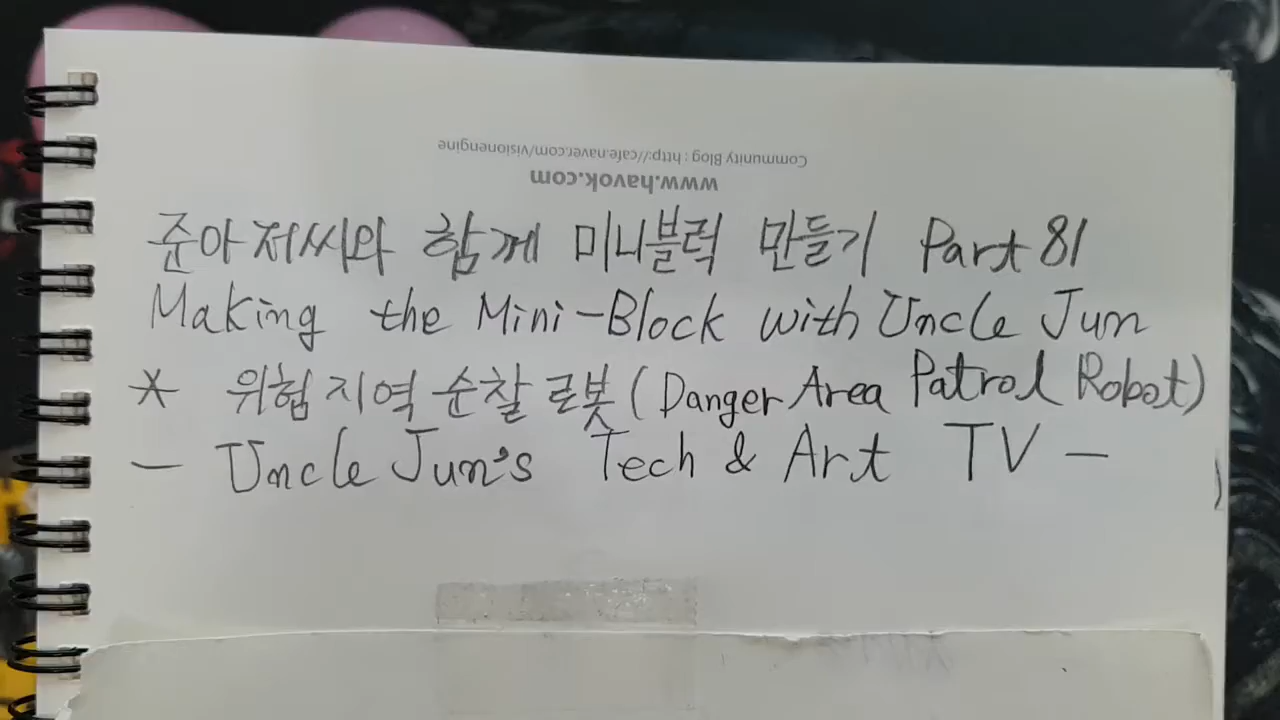 Community Blog : http://cafe.naver.com/visionengine
www.havok.com
준아저씨와 함께 미니블럭 만들기 Part 81
Making the Mini-Block with Uncle Jun
* 위험지역 순찰 로봇 (Danger Area Patrol Robot)
- Uncle Jun's Tech & Art TV -